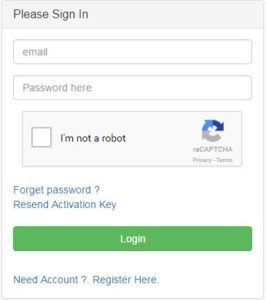 Please Sign In
email
Password here
I'm not a robot
reCAPTCHA
Privacy - Terms
Forget password ?
Resend Activation Key
Login
Need Account ?. Register Here.